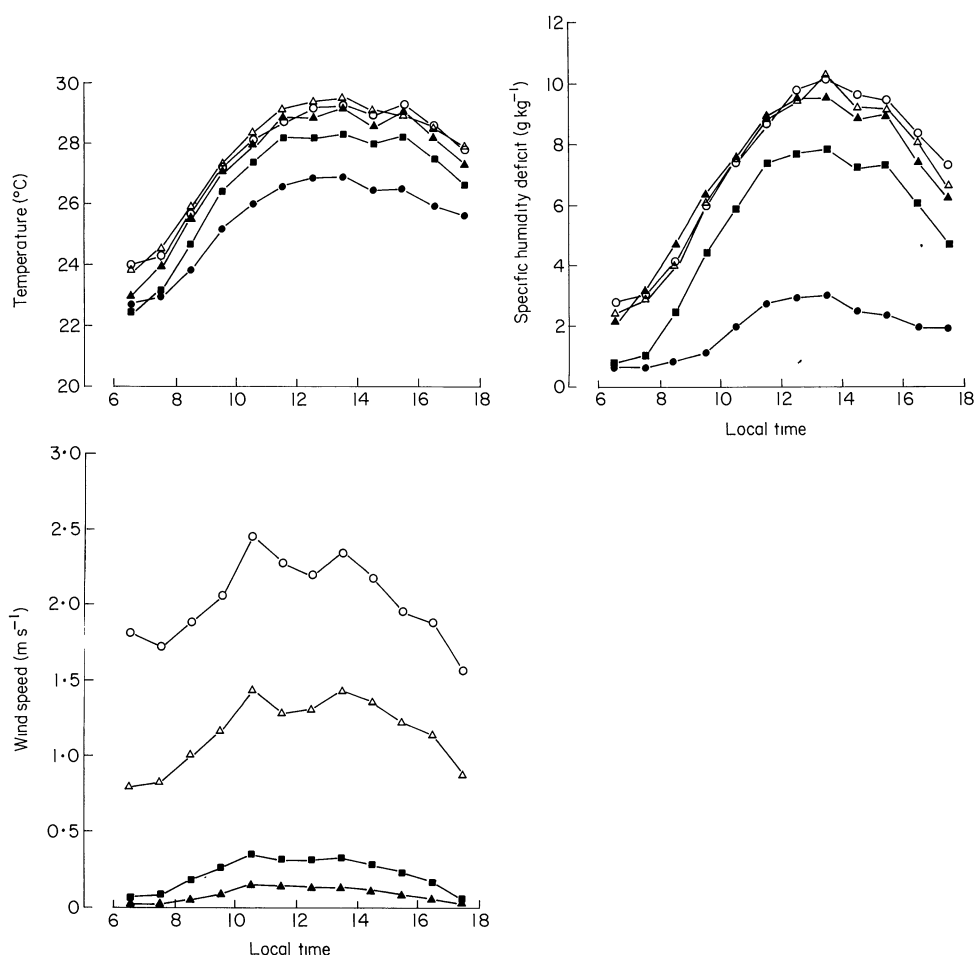 Temperature (°C)
30
28
26
24
22
20
6 8 10 12 14 16 18
Specific humidity deficit (g kg⁻¹)
12
10
8
6
4
2
0
6 8 10 12 14 16 18
Local time
Wind speed (m s⁻¹)
3·0
2·5
2·0
1·5
1·0
0·5
0
6 8 10 12 14 16 18
Local time